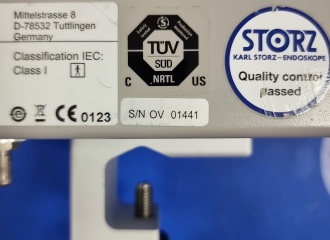 Mittelstrasse 8
D-78532 Tuttlingen
Germany
Classification IEC:
Class I
CE 0123
TÜV
SÜD
NRTL
C US
S/N OV 01441
STORZ
KARL STORZ-ENDOSKOPE
Quality control
passed